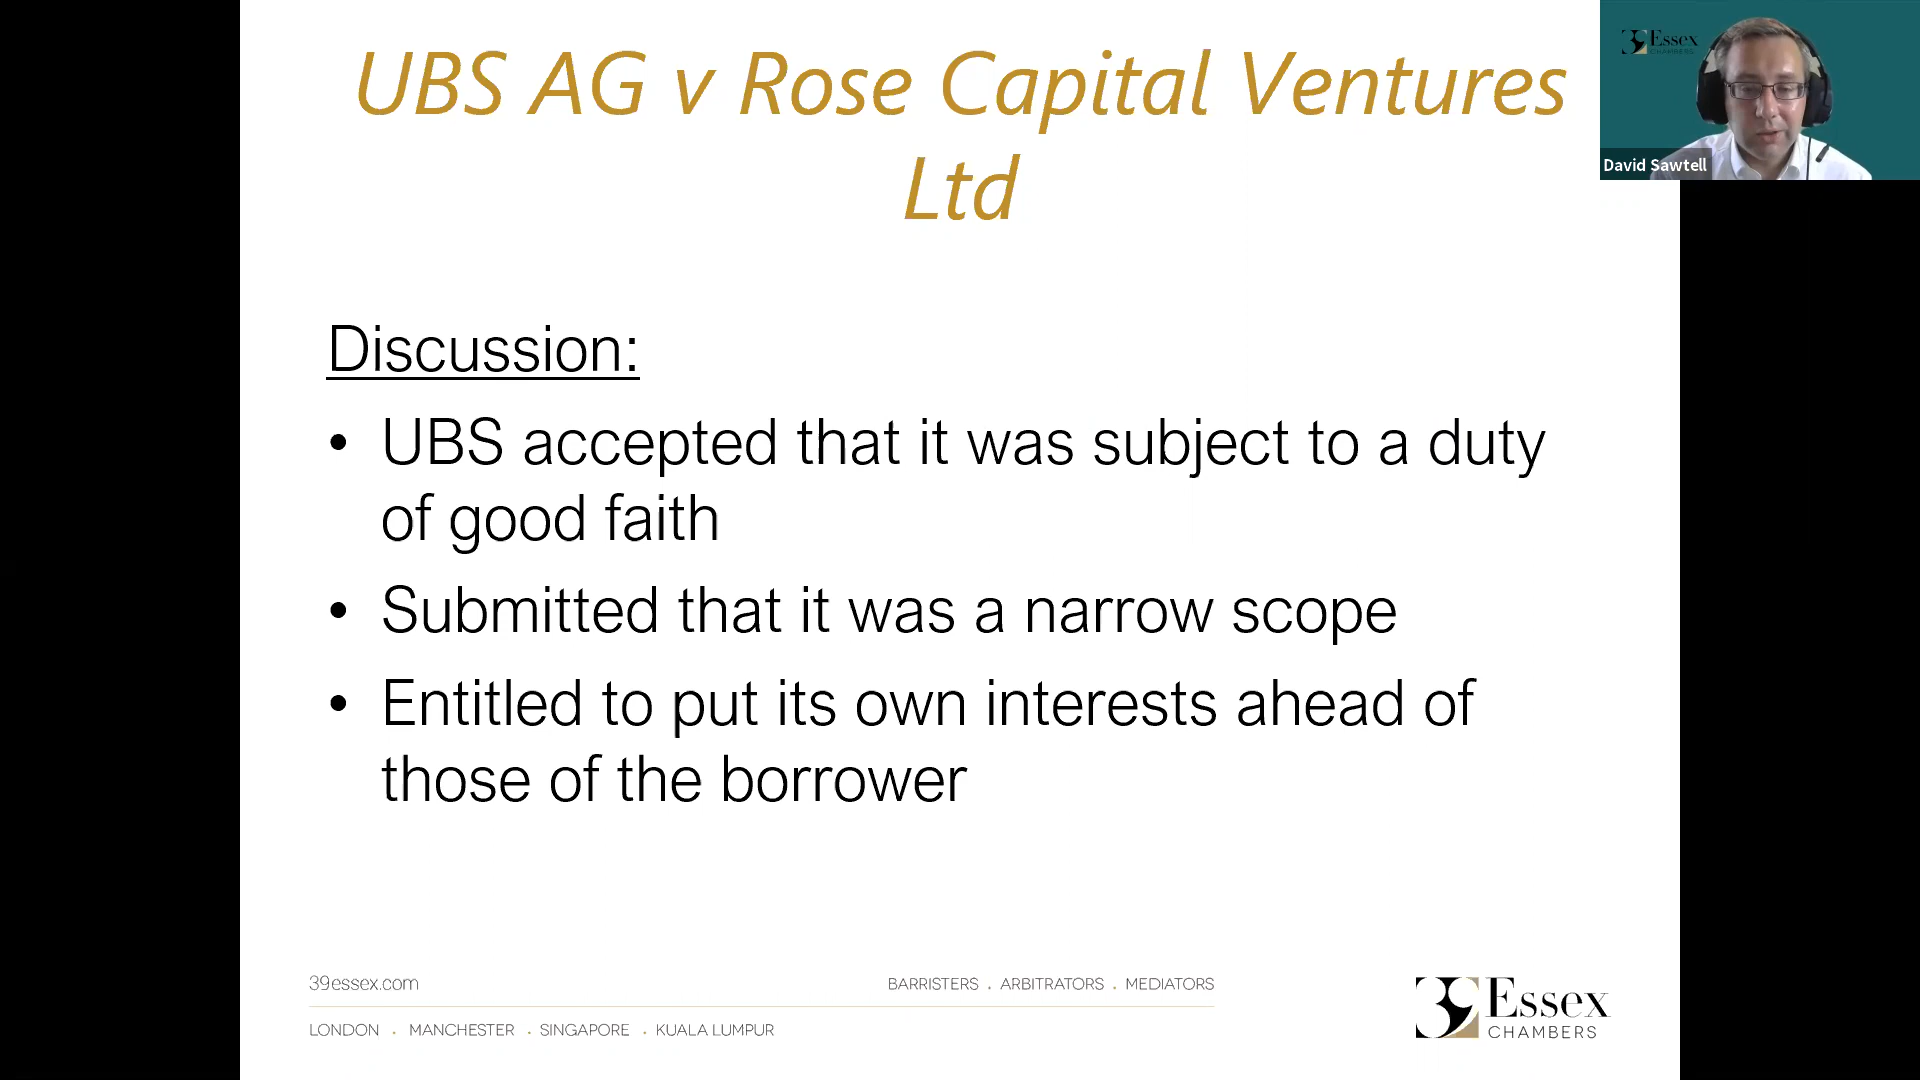 UBS AG v Rose Capital Ventures
Ltd
Essex
CHAMBERS
David Sawtell
Discussion:
• UBS accepted that it was subject to a duty
of good faith
• Submitted that it was a narrow scope
• Entitled to put its own interests ahead of
those of the borrower
39essex.com
BARRISTERS . ARBITRATORS . MEDIATORS
LONDON . MANCHESTER . SINGAPORE . KUALA LUMPUR
39 Essex
CHAMBERS